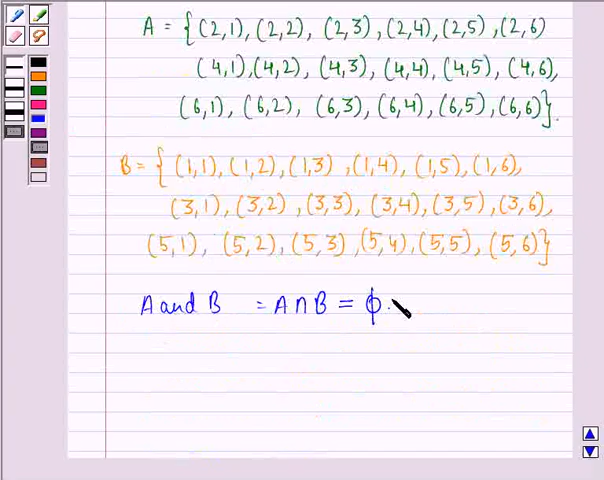 A = {(2,1), (2,2), (2,3), (2,4), (2,5), (2,6)
(4,1), (4,2), (4,3), (4,4), (4,5), (4,6),
(6,1), (6,2), (6,3), (6,4), (6,5), (6,6)}.
B = {(1,1), (1,2), (1,3), (1,4), (1,5), (1,6),
(3,1), (3,2), (3,3), (3,4), (3,5), (3,6),
(5,1), (5,2), (5,3), (5,4), (5,5), (5,6)}
A and B = A ∩ B = ϕ.